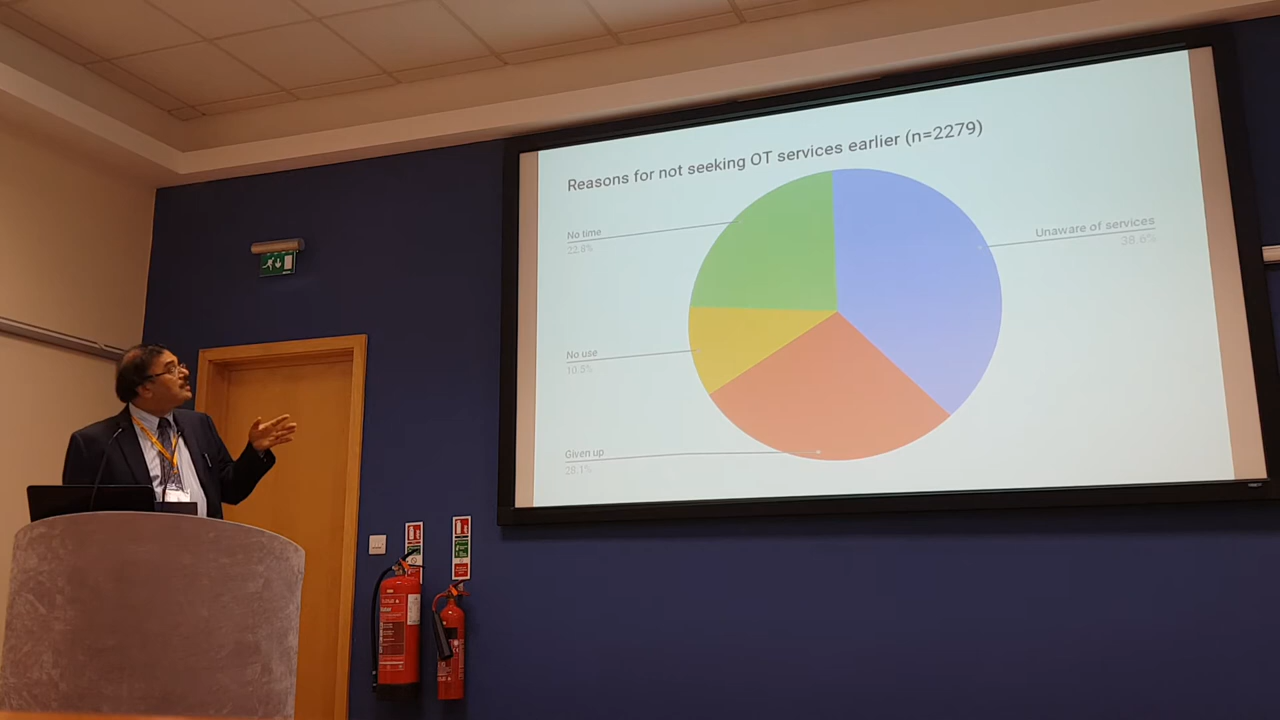 Reasons for not seeking OT services earlier (n=2279)
No time
22.8%
Unaware of services
38.6%
No use
10.5%
Given up
28.1%